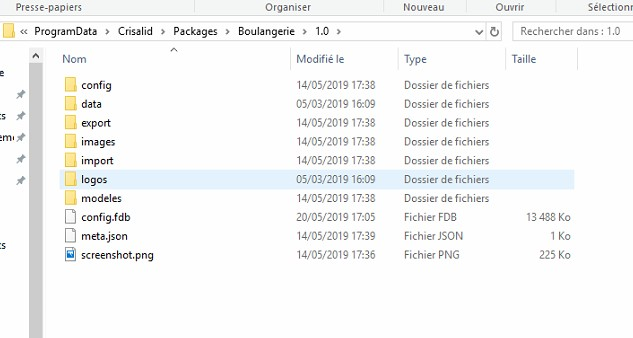 Presse-papiers Organiser Nouveau Ouvrir Sélection
« ProgramData > Crisalid > Packages > Boulangerie > 1.0 > Rechercher dans : 1.0
Nom Modifié le Type Taille
config 14/05/2019 17:38 Dossier de fichiers
data 05/03/2019 16:09 Dossier de fichiers
export 14/05/2019 17:38 Dossier de fichiers
images 14/05/2019 17:38 Dossier de fichiers
import 14/05/2019 17:38 Dossier de fichiers
logos 05/03/2019 16:09 Dossier de fichiers
modeles 14/05/2019 17:38 Dossier de fichiers
config.fdb 20/05/2019 17:05 Fichier FDB 13 488 Ko
meta.json 14/05/2019 17:39 Fichier JSON 1 Ko
screenshot.png 14/05/2019 17:36 Fichier PNG 225 Ko